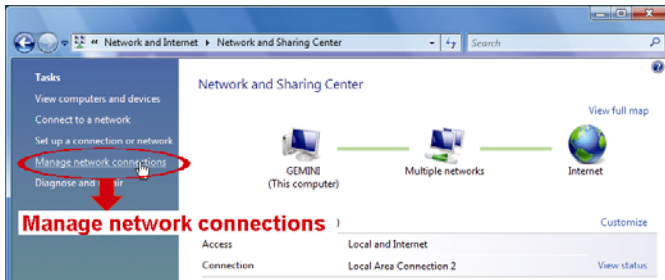 « Network and Internet ▸ Network and Sharing Center
Search
Tasks
View computers and devices
Connect to a network
Set up a connection or network
Manage network connections
Diagnose and
Network and Sharing Center
View full map
GEMINI
(This computer)
Multiple networks
Internet
Manage network connections
)
Customize
Access Local and Internet
Connection Local Area Connection 2 View status